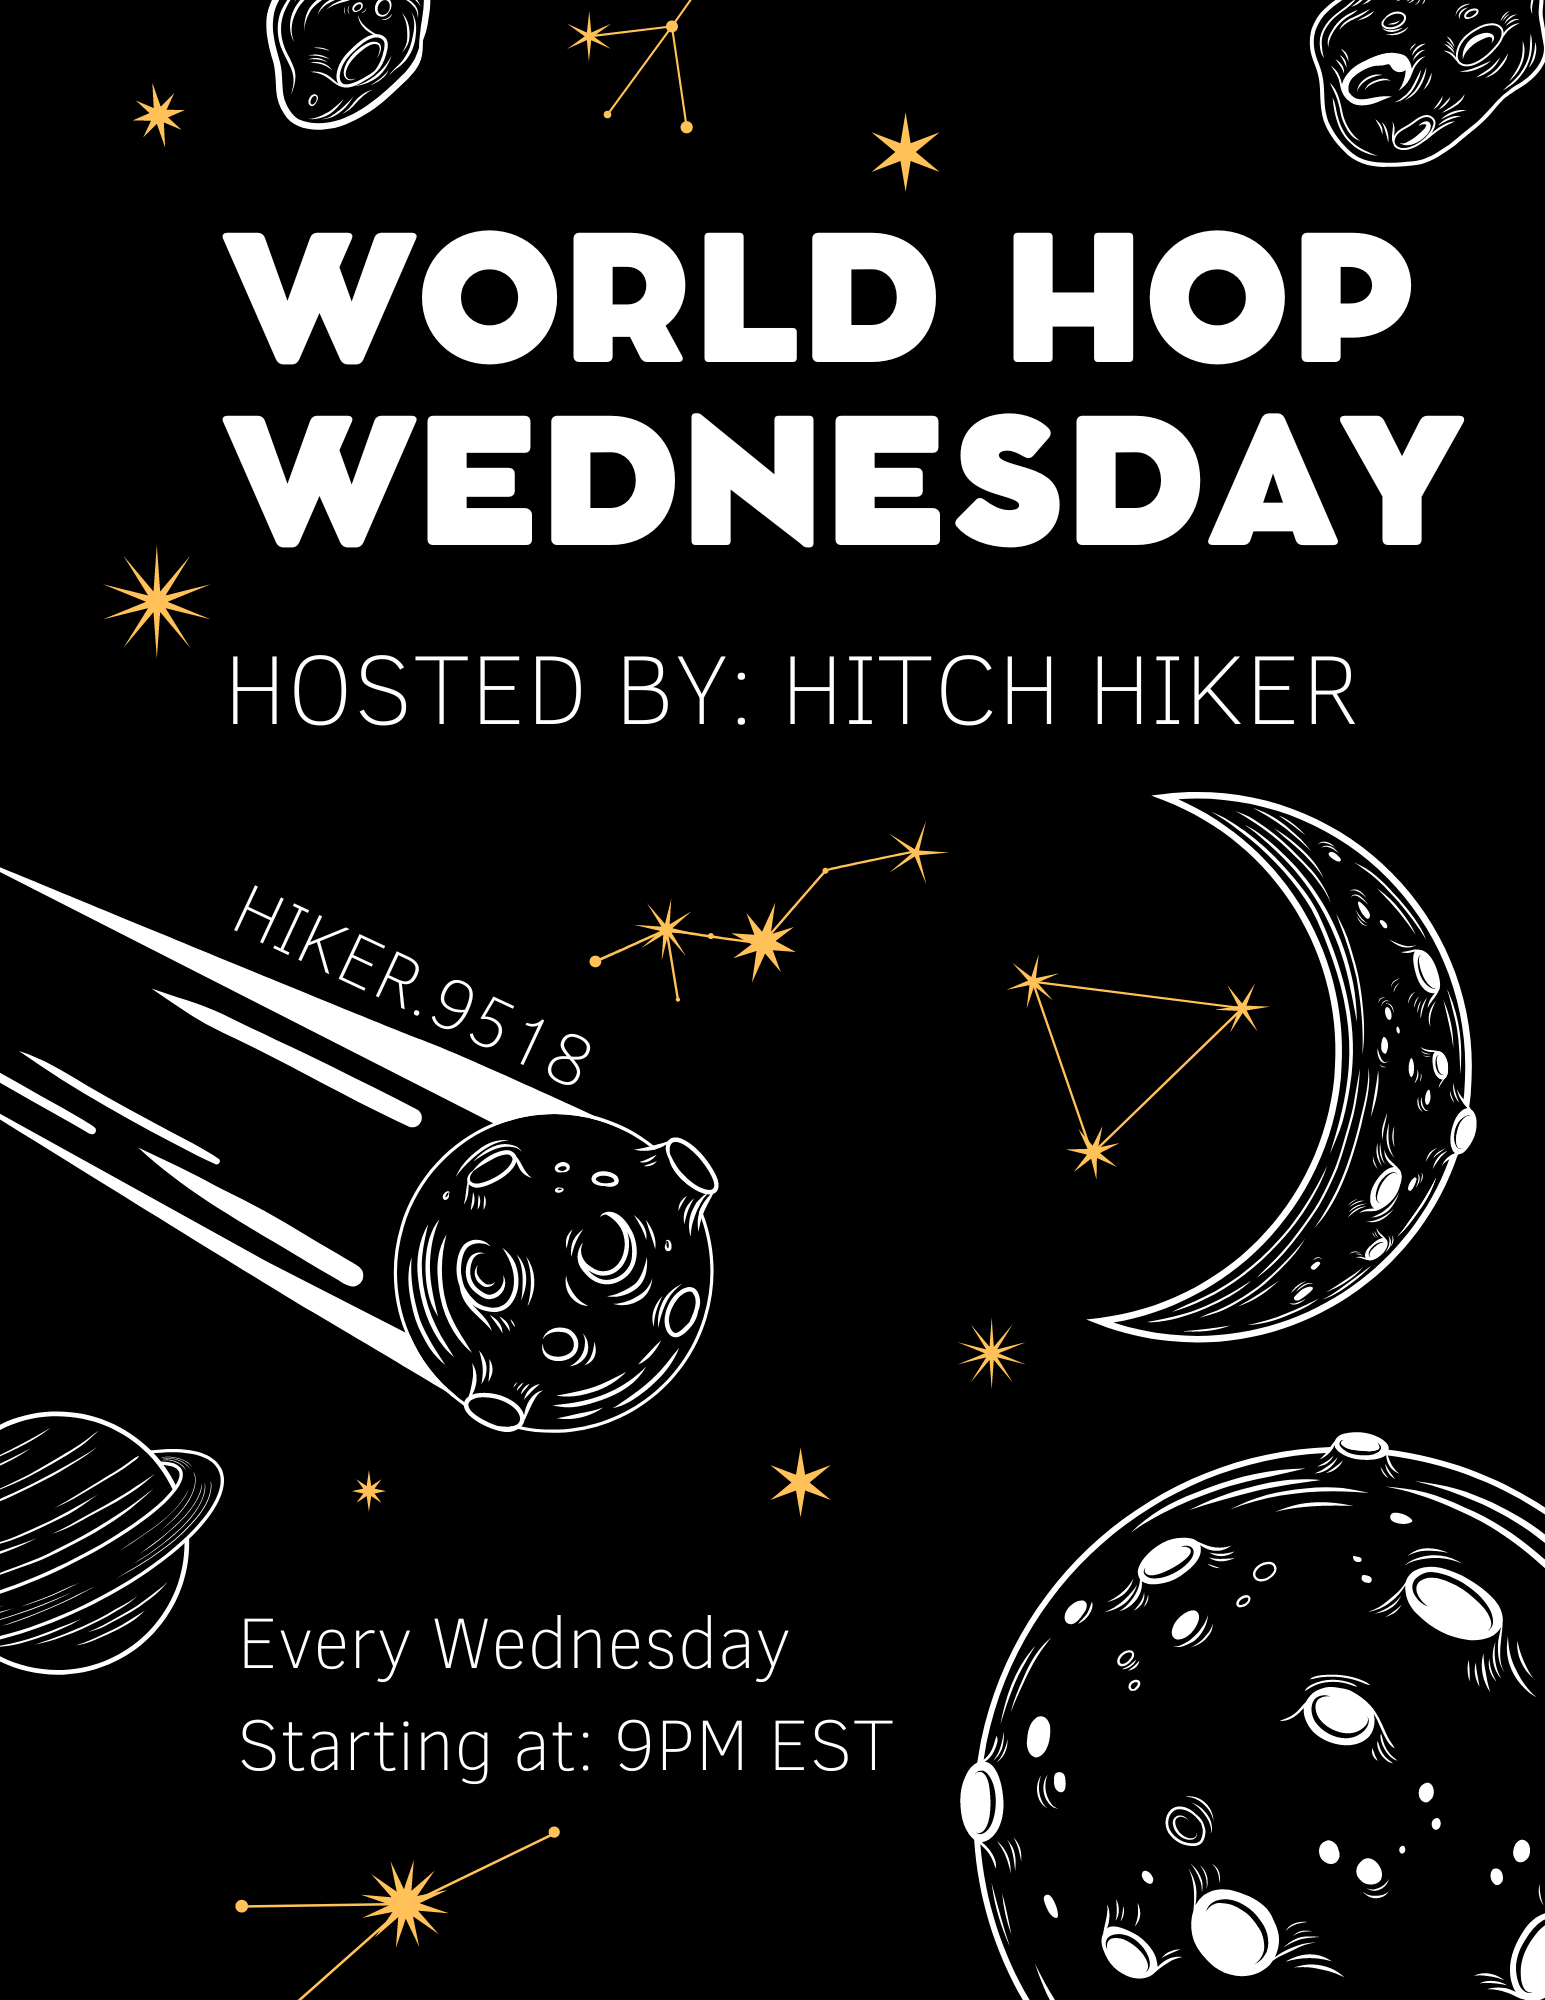 WORLD HOP
WEDNESDAY
HOSTED BY: HITCH HIKER
HIKER.9518
Every Wednesday
Starting at: 9PM EST